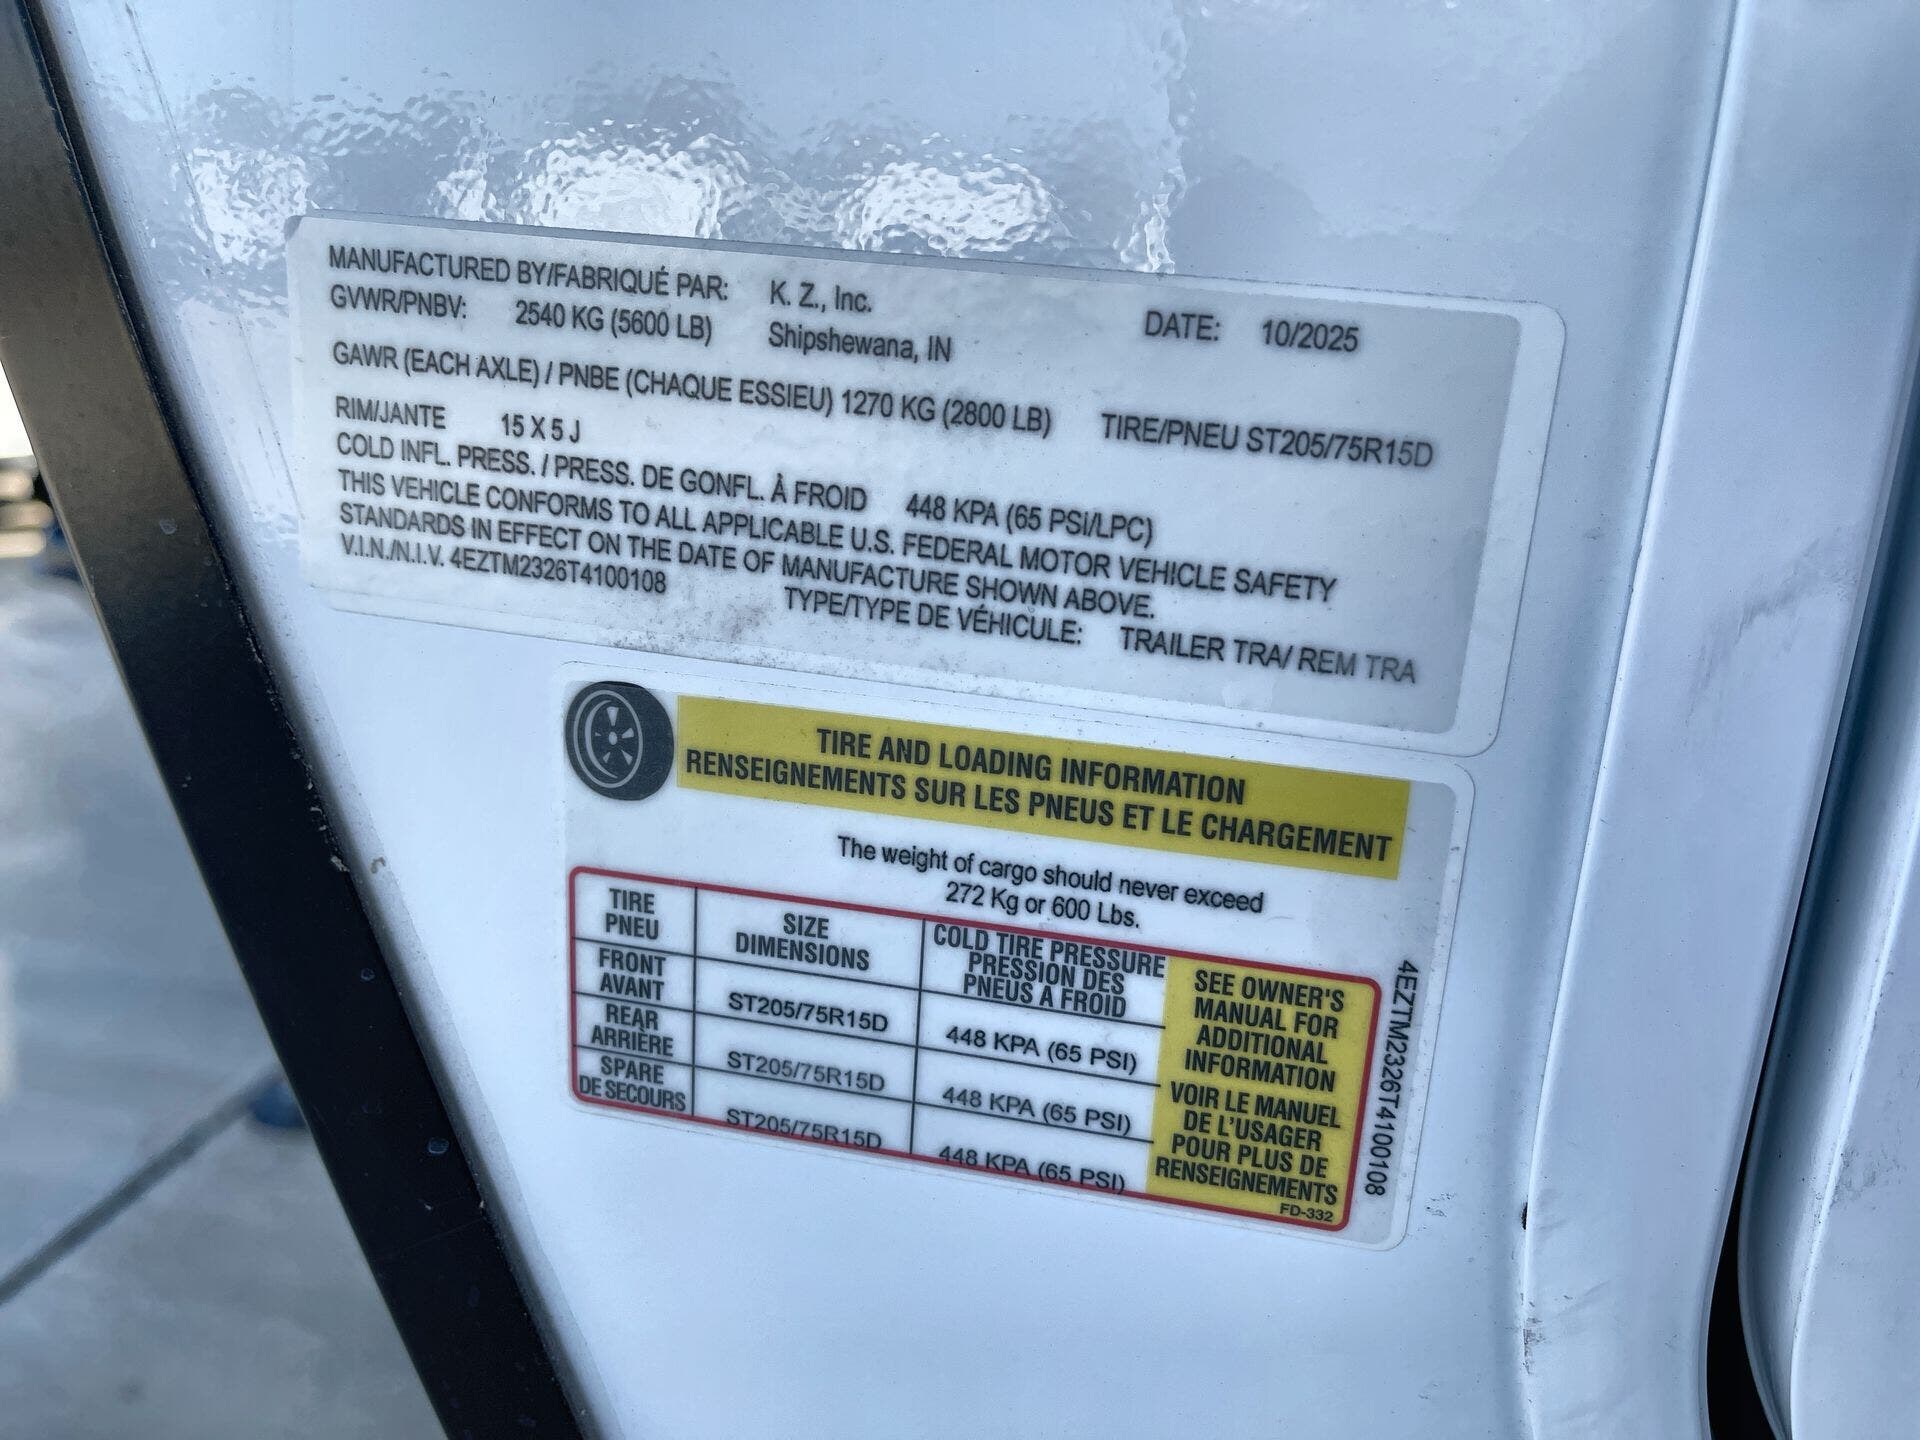 MANUFACTURED BY/FABRIQUÉ PAR: K. Z., Inc.
GVWR/PNBV: 2540 KG (5600 LB) Shipshewana, IN DATE: 10/2025
GAWR (EACH AXLE) / PNBE (CHAQUE ESSIEU) 1270 KG (2800 LB) TIRE/PNEU ST205/75R15D
RIM/JANTE 15 X 5 J
COLD INFL. PRESS. / PRESS. DE GONFL. À FROID 448 KPA (65 PSI/LPC)
THIS VEHICLE CONFORMS TO ALL APPLICABLE U.S. FEDERAL MOTOR VEHICLE SAFETY
STANDARDS IN EFFECT ON THE DATE OF MANUFACTURE SHOWN ABOVE.
V.I.N./N.I.V. 4EZTM2326T4100108 TYPE/TYPE DE VÉHICULE: TRAILER TRA/ REM TRA
TIRE AND LOADING INFORMATION
RENSEIGNEMENTS SUR LES PNEUS ET LE CHARGEMENT
The weight of cargo should never exceed
272 Kg or 600 Lbs.
TIRE
PNEU
SIZE
DIMENSIONS
COLD TIRE PRESSURE
PRESSION DES
PNEUS A FROID
FRONT
AVANT
ST205/75R15D
448 KPA (65 PSI)
REAR
ARRIÈRE
ST205/75R15D
448 KPA (65 PSI)
SPARE
DE SECOURS
ST205/75R15D
448 KPA (65 PSI)
SEE OWNER'S
MANUAL FOR
ADDITIONAL
INFORMATION
VOIR LE MANUEL
DE L'USAGER
POUR PLUS DE
RENSEIGNEMENTS
FD-332
4EZTM2326T4100108